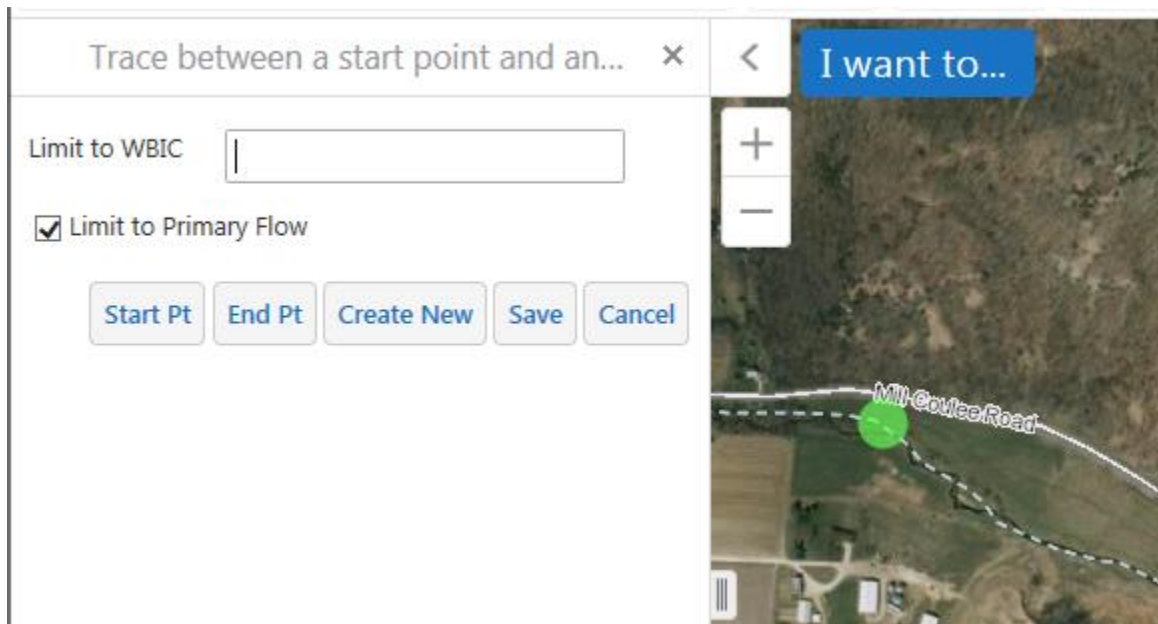 Trace between a start point and an...
I want to...
Limit to WBIC
Limit to Primary Flow
Start Pt End Pt Create New Save Cancel
Mill Coulee Road